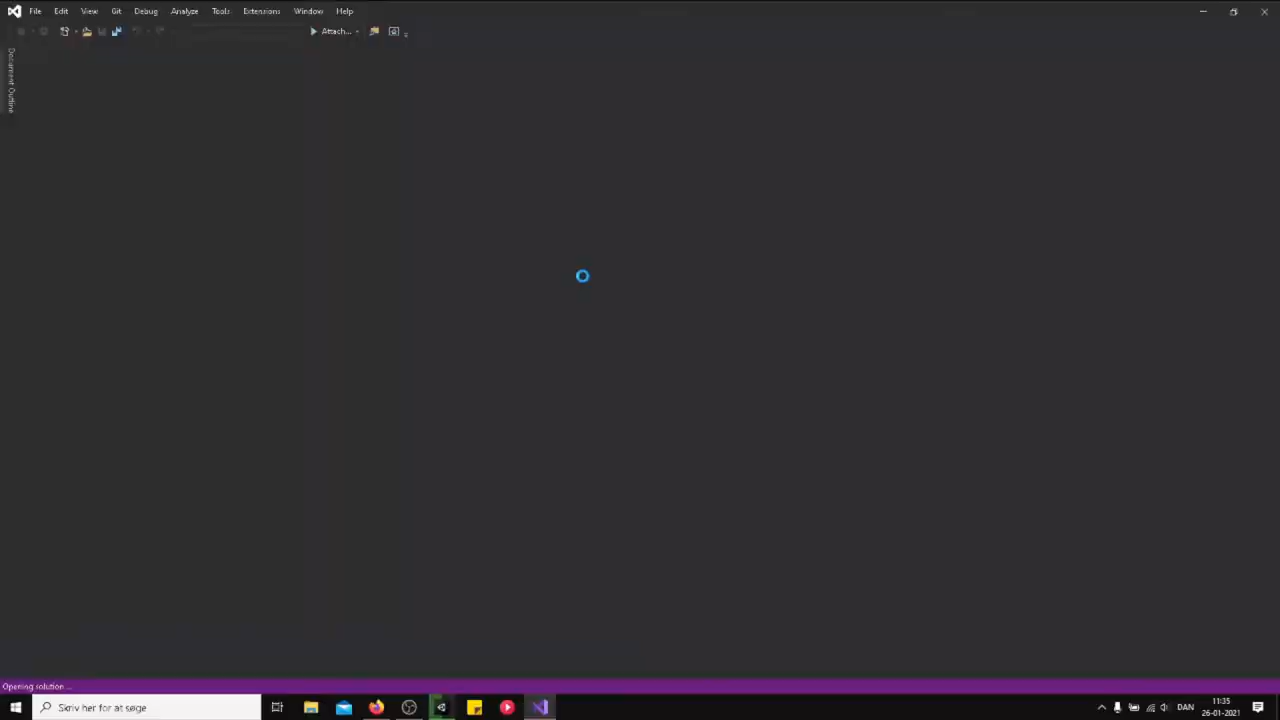 File Edit View Git Debug Analyze Tools Extensions Window Help
Attach...
Document Outline
Opening solution...
Skriv her for at søge
DAN
11:35
26-01-2021